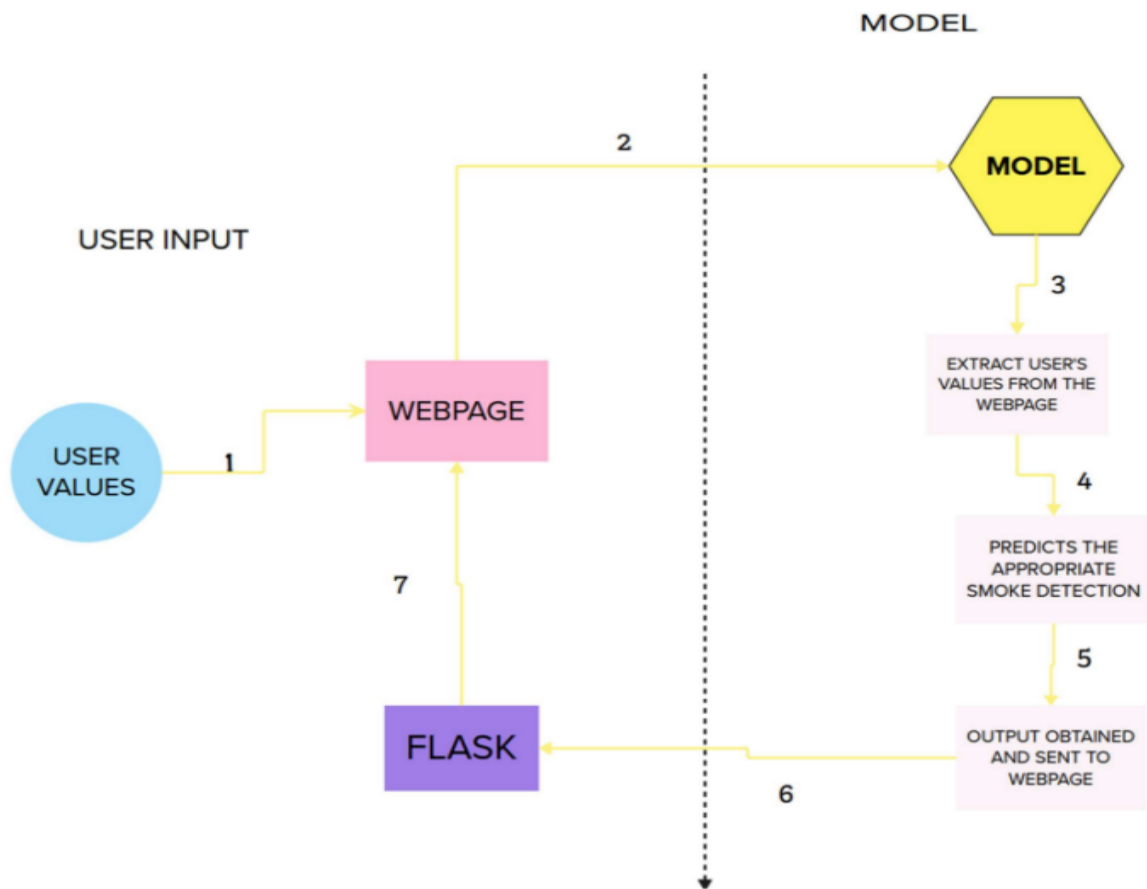 MODEL
2
MODEL
USER INPUT
3
EXTRACT USER'S
VALUES FROM THE
WEBPAGE
WEBPAGE
USER
VALUES
1
4
PREDICTS THE
APPROPRIATE
SMOKE DETECTION
7
5
FLASK
OUTPUT OBTAINED
AND SENT TO
WEBPAGE
6